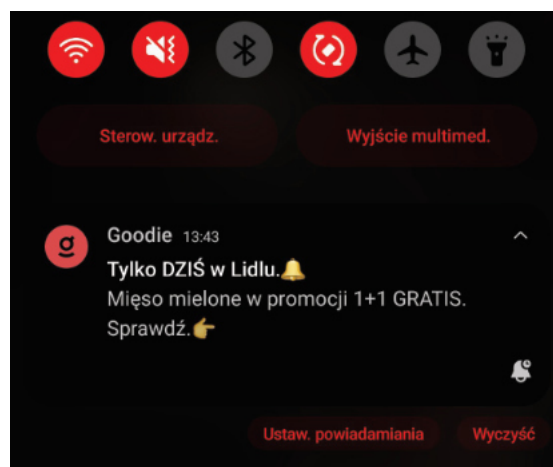 Sterow. urządz.
Wyjście multimed.
g
Goodie 13:43
Tylko DZIŚ w Lidlu.🔔
Mięso mielone w promocji 1+1 GRATIS.
Sprawdź.👉
Ustaw. powiadamiania
Wyczyść